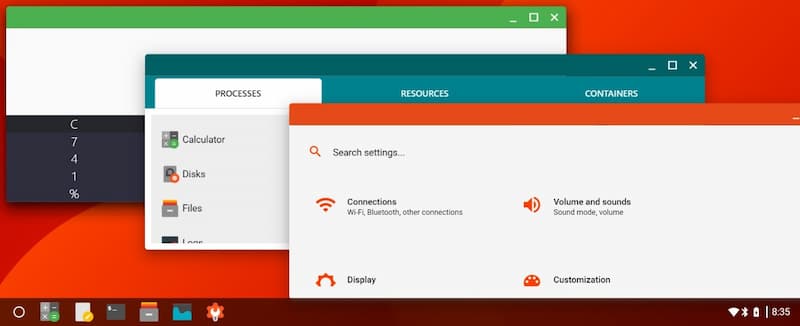 C
7
4
1
%
PROCESSES
RESOURCES
CONTAINERS
Calculator
Disks
Files
Logs
Search settings...
Connections
Wi-Fi, Bluetooth, other connections
Volume and sounds
Sound mode, volume
Display
Customization
8:35